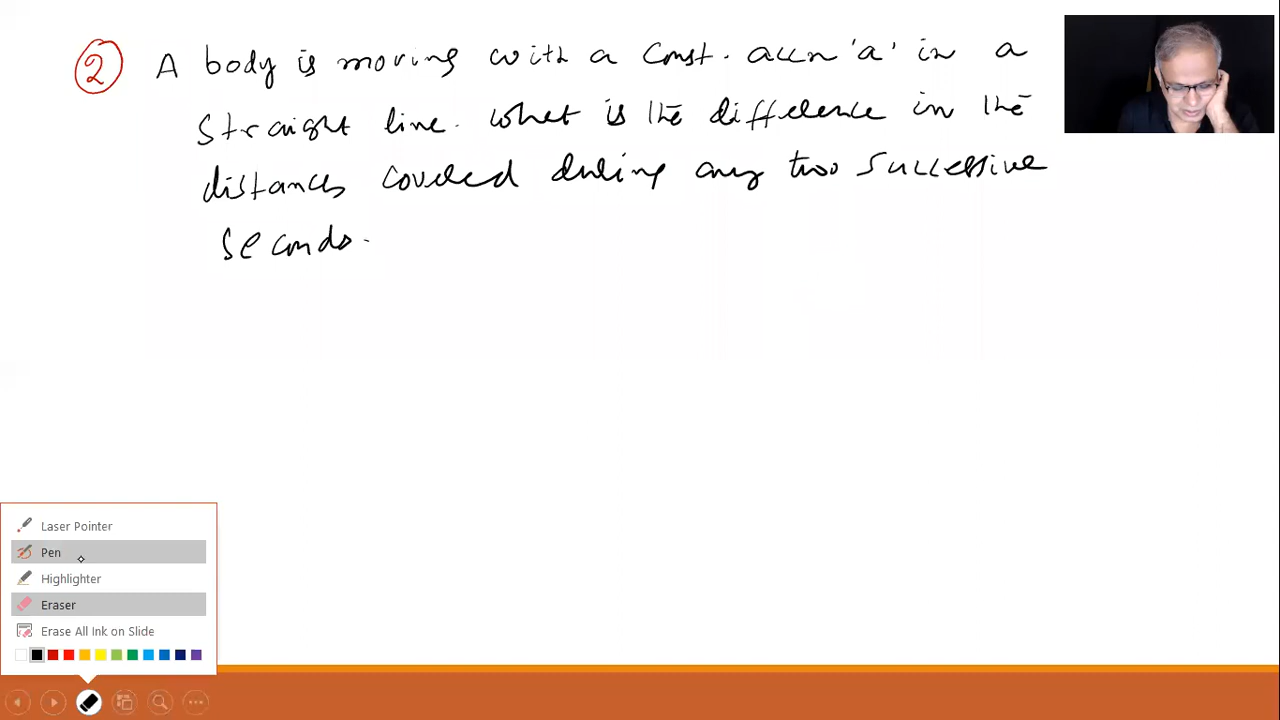 ② A body is moving with a const. accn 'a' in a
straight line. What is the difference in the
distances covered during any two successive
seconds.
Laser Pointer
Pen
Highlighter
Eraser
Erase All Ink on Slide